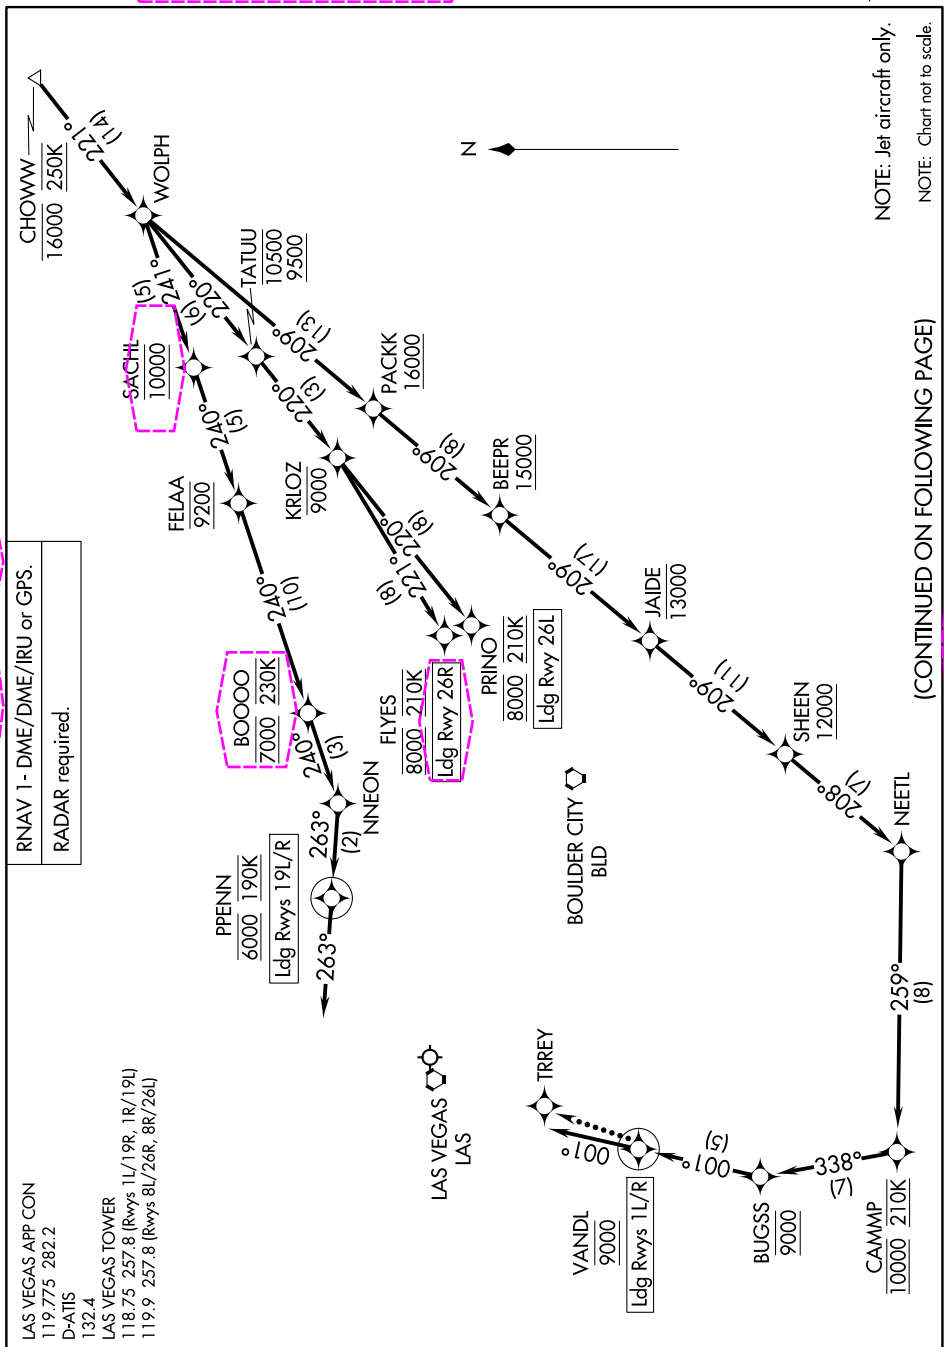 LAS VEGAS APP CON
119.775 282.2
D-ATIS
132.4
LAS VEGAS TOWER
118.75 257.8 (Rwys 1L/19R, 1R/19L)
119.9 257.8 (Rwys 8L/26R, 8R/26L)
RNAV 1 - DME/DME/IRU or GPS.
RADAR required.
CHOWW
16000 250K
221°
(14)
WOLPH
241°
(5)
SACHL
10000
240°
(5)
FELAA
9200
240°
(10)
BOOOO
7000 230K
240°
(3)
NNEON
263°
(2)
PPENN
6000 190K
Ldg Rwys 19L/R
263°
220°
(6)
TATUU
10500
9500
220°
(3)
KRLOZ
9000
221°
(8)
FLYES
8000 210K
Ldg Rwy 26R
220°
(8)
PRINO
8000 210K
Ldg Rwy 26L
209°
(13)
PACKK
16000
209°
(8)
BEEPR
15000
209°
(17)
JAIDE
13000
209°
(11)
SHEEN
12000
208°
(7)
NEETL
259°
(8)
CAMMP
10000 210K
338°
(7)
BUGSS
9000
001°
(5)
VANDL
9000
Ldg Rwys 1L/R
001°
TRREY
LAS VEGAS
LAS
BOULDER CITY
BLD
N
NOTE: Jet aircraft only.
NOTE: Chart not to scale.
(CONTINUED ON FOLLOWING PAGE)